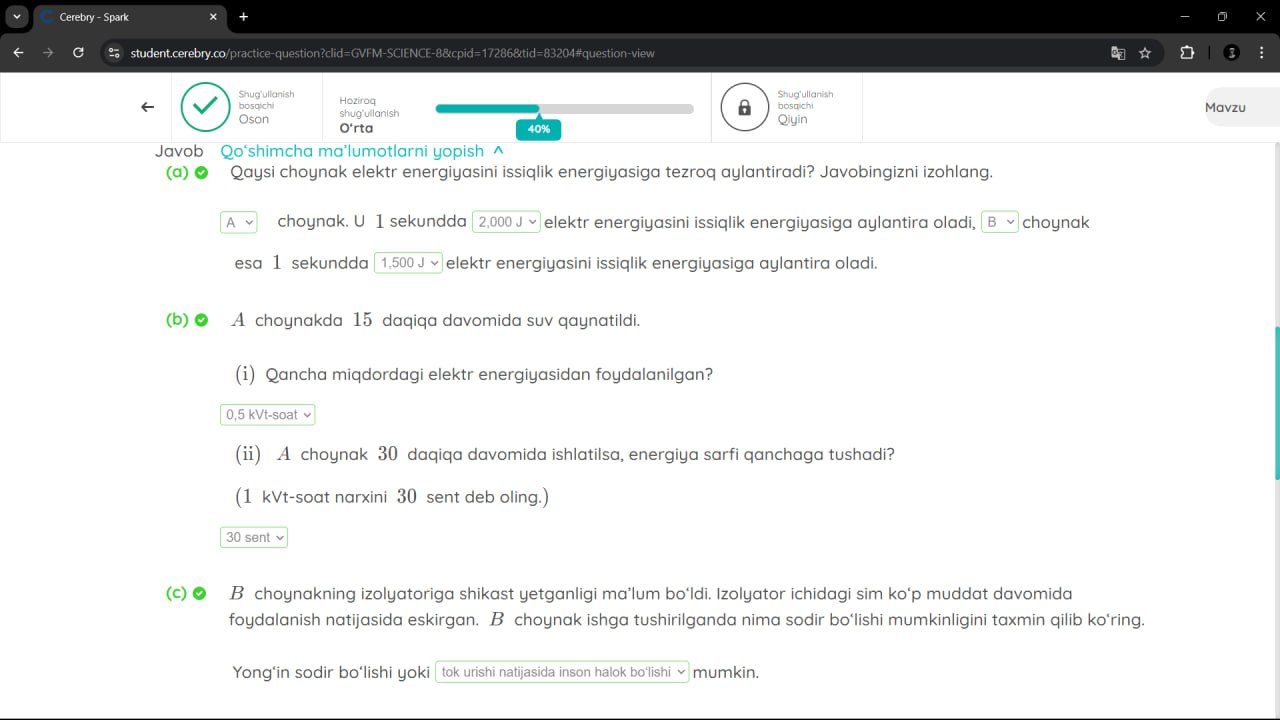 Cerebry - Spark
student.cerebry.co/practice-question?clid=GVFM-SCIENCE-8&cpid=17286&tid=83204#question-view
Shug'ullanish bosqichi
Oson
Hoziroq shug'ullanish
O'rta
40%
Shug'ullanish bosqichi
Qiyin
Mavzu
Javob Qo'shimcha ma'lumotlarni yopish ^
(a) Qaysi choynak elektr energiyasini issiqlik energiyasiga tezroq aylantiradi? Javobingizni izohlang.
A choynak. U 1 sekundda 2,000 J elektr energiyasini issiqlik energiyasiga aylantira oladi, B choynak
esa 1 sekundda 1,500 J elektr energiyasini issiqlik energiyasiga aylantira oladi.
(b) A choynakda 15 daqiqa davomida suv qaynatildi.
(i) Qancha miqdordagi elektr energiyasidan foydalanilgan?
0,5 kVt-soat
(ii) A choynak 30 daqiqa davomida ishlatilsa, energiya sarfi qanchaga tushadi?
(1 kVt-soat narxini 30 sent deb oling.)
30 sent
(c) B choynakning izolyatoriga shikast yetganligi ma'lum bo'ldi. Izolyator ichidagi sim ko'p muddat davomida
foydalanish natijasida eskirgan. B choynak ishga tushirilganda nima sodir bo'lishi mumkinligini taxmin qilib ko'ring.
Yong'in sodir bo'lishi yoki tok urishi natijasida inson halok bo'lishi mumkin.